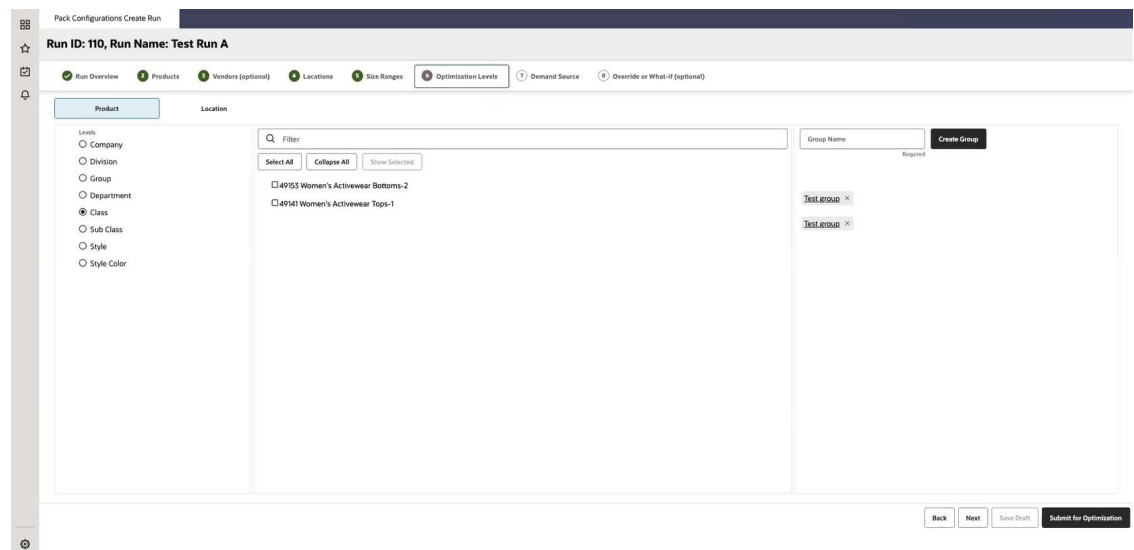 Pack Configurations Create Run
Run ID: 110, Run Name: Test Run A
Run Overview 2 Products 3 Vendors (optional) 4 Locations 5 Size Ranges 6 Optimization Levels 7 Demand Source 8 Override or What-if (optional)
Product Location
Levels
Company
Division
Group
Department
Class
Sub Class
Style
Style Color
Filter
Select All Collapse All Show Selected
49153 Women's Activewear Bottoms-2
49141 Women's Activewear Tops-1
Group Name Create Group
Required
Test group ×
Test group ×
Back Next Save Draft Submit for Optimization